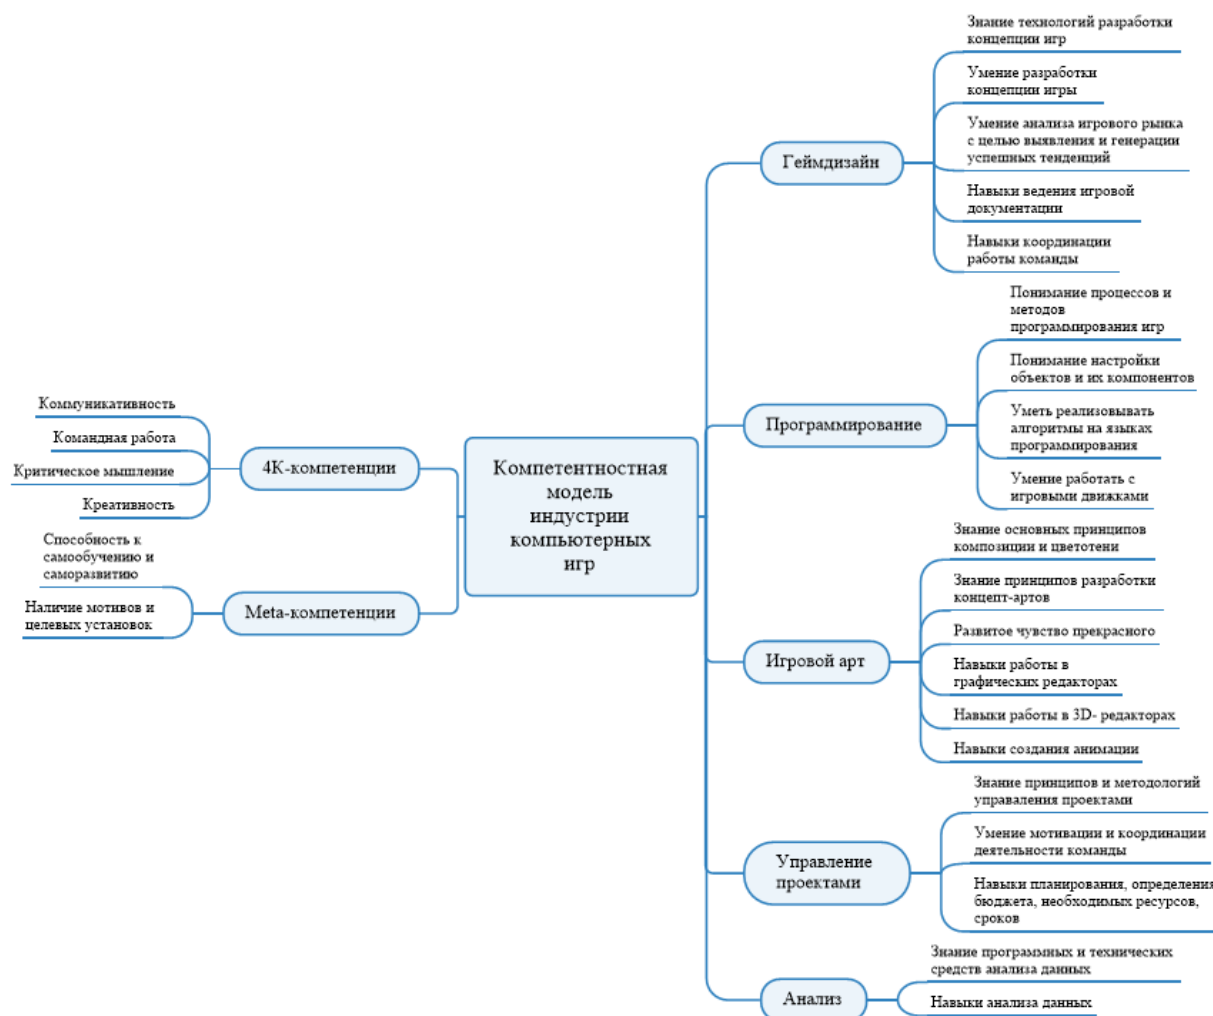 Знание технологий разработки
концепции игр
Умение разработки
концепции игры
Умение анализа игрового рынка
с целью выявления и генерации
успешных тенденций
Геймдизайн
Навыки ведения игровой
документации
Навыки координации
работы команды
Понимание процессов и
методов
программирования игр
Понимание настройки
объектов и их компонентов
Программирование
Уметь реализовывать
алгоритмы на языках
программирования
Умение работать с
игровыми движками
Коммуникативность
Командная работа
Критическое мышление
Креативность
4К-компетенции
Способность к
самообучению и
саморазвитию
Наличие мотивов и
целевых установок
Meta-компетенции
Компетентностная
модель
индустрии
компьютерных
игр
Знание основных принципов
композиции и цветотени
Знание принципов разработки
концепт-артов
Развитое чувство прекрасного
Игровой арт
Навыки работы в
графических редакторах
Навыки работы в 3D- редакторах
Навыки создания анимации
Знание принципов и методологий
управаления проектами
Умение мотивации и координации
деятельности команды
Управление
проектами
Навыки планирования, определения
бюджета, необходимых ресурсов,
сроков
Знание программных и технических
средств анализа данных
Анализ
Навыки анализа данных